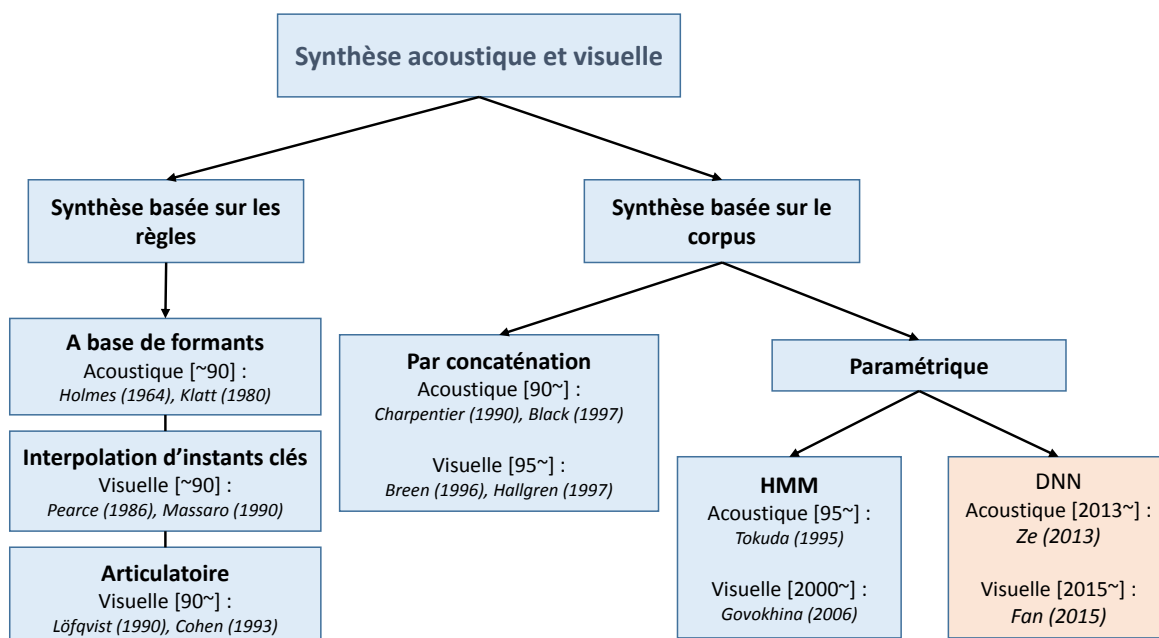 Synthèse acoustique et visuelle
Synthèse basée sur les
règles
Synthèse basée sur le
corpus
A base de formants
Acoustique [~90] :
Holmes (1964), Klatt (1980)
Interpolation d'instants clés
Visuelle [~90] :
Pearce (1986), Massaro (1990)
Articulatoire
Visuelle [90~] :
Löfqvist (1990), Cohen (1993)
Par concaténation
Acoustique [90~] :
Charpentier (1990), Black (1997)
Visuelle [95~] :
Breen (1996), Hallgren (1997)
Paramétrique
HMM
Acoustique [95~] :
Tokuda (1995)
Visuelle [2000~] :
Govokhina (2006)
DNN
Acoustique [2013~] :
Ze (2013)
Visuelle [2015~] :
Fan (2015)